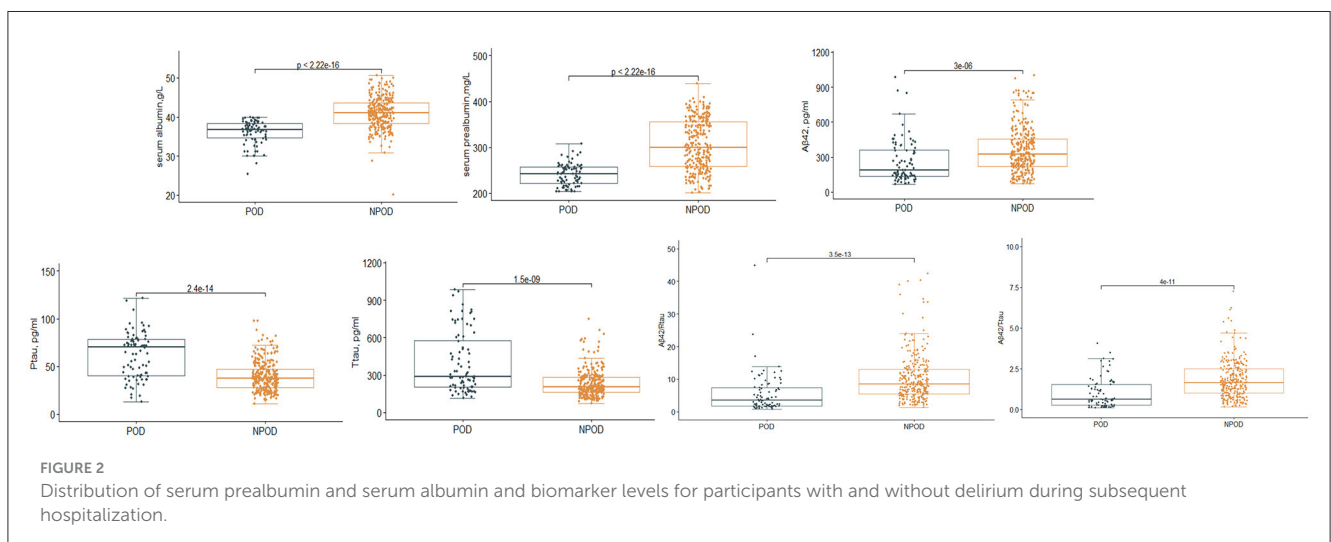 p < 2.22e-16
50
40
30
20
serum albumin,g/L
POD
NPOD
p < 2.22e-16
500
400
300
200
serum prealbumin,mg/L
POD
NPOD
3e-06
1200
900
600
300
0
Aβ42, pg/ml
POD
NPOD
2.4e-14
150
100
50
0
Ptau, pg/ml
POD
NPOD
1.5e-09
1200
900
600
300
0
Ttau, pg/ml
POD
NPOD
3.5e-13
50
40
30
20
10
0
Aβ42/Rtau
POD
NPOD
4e-11
10.0
7.5
5.0
2.5
0.0
Aβ42/Rtau
POD
NPOD
FIGURE 2
Distribution of serum prealbumin and serum albumin and biomarker levels for participants with and without delirium during subsequent
hospitalization.